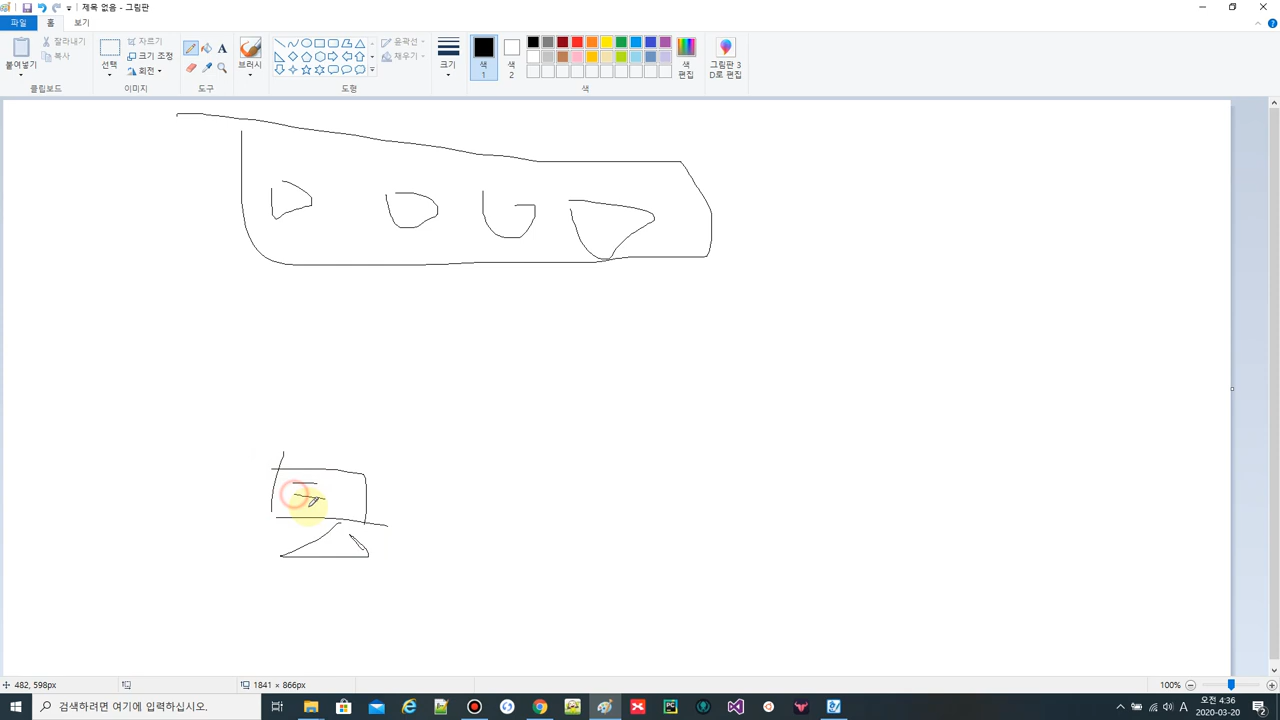 제목 없음 - 그림판
파일
홈
보기
붙여넣기
잘라내기
복사
클립보드
선택
자르기
크기 조정
회전
이미지
A
도구
브러시
도형
윤곽선
채우기
크기
색
1
색
2
색
편집
색
그림판 3
D로 편집
482, 598px
1841 × 866px
100%
검색하려면 여기에 입력하십시오.
A
오전 4:36
2020-03-20
2